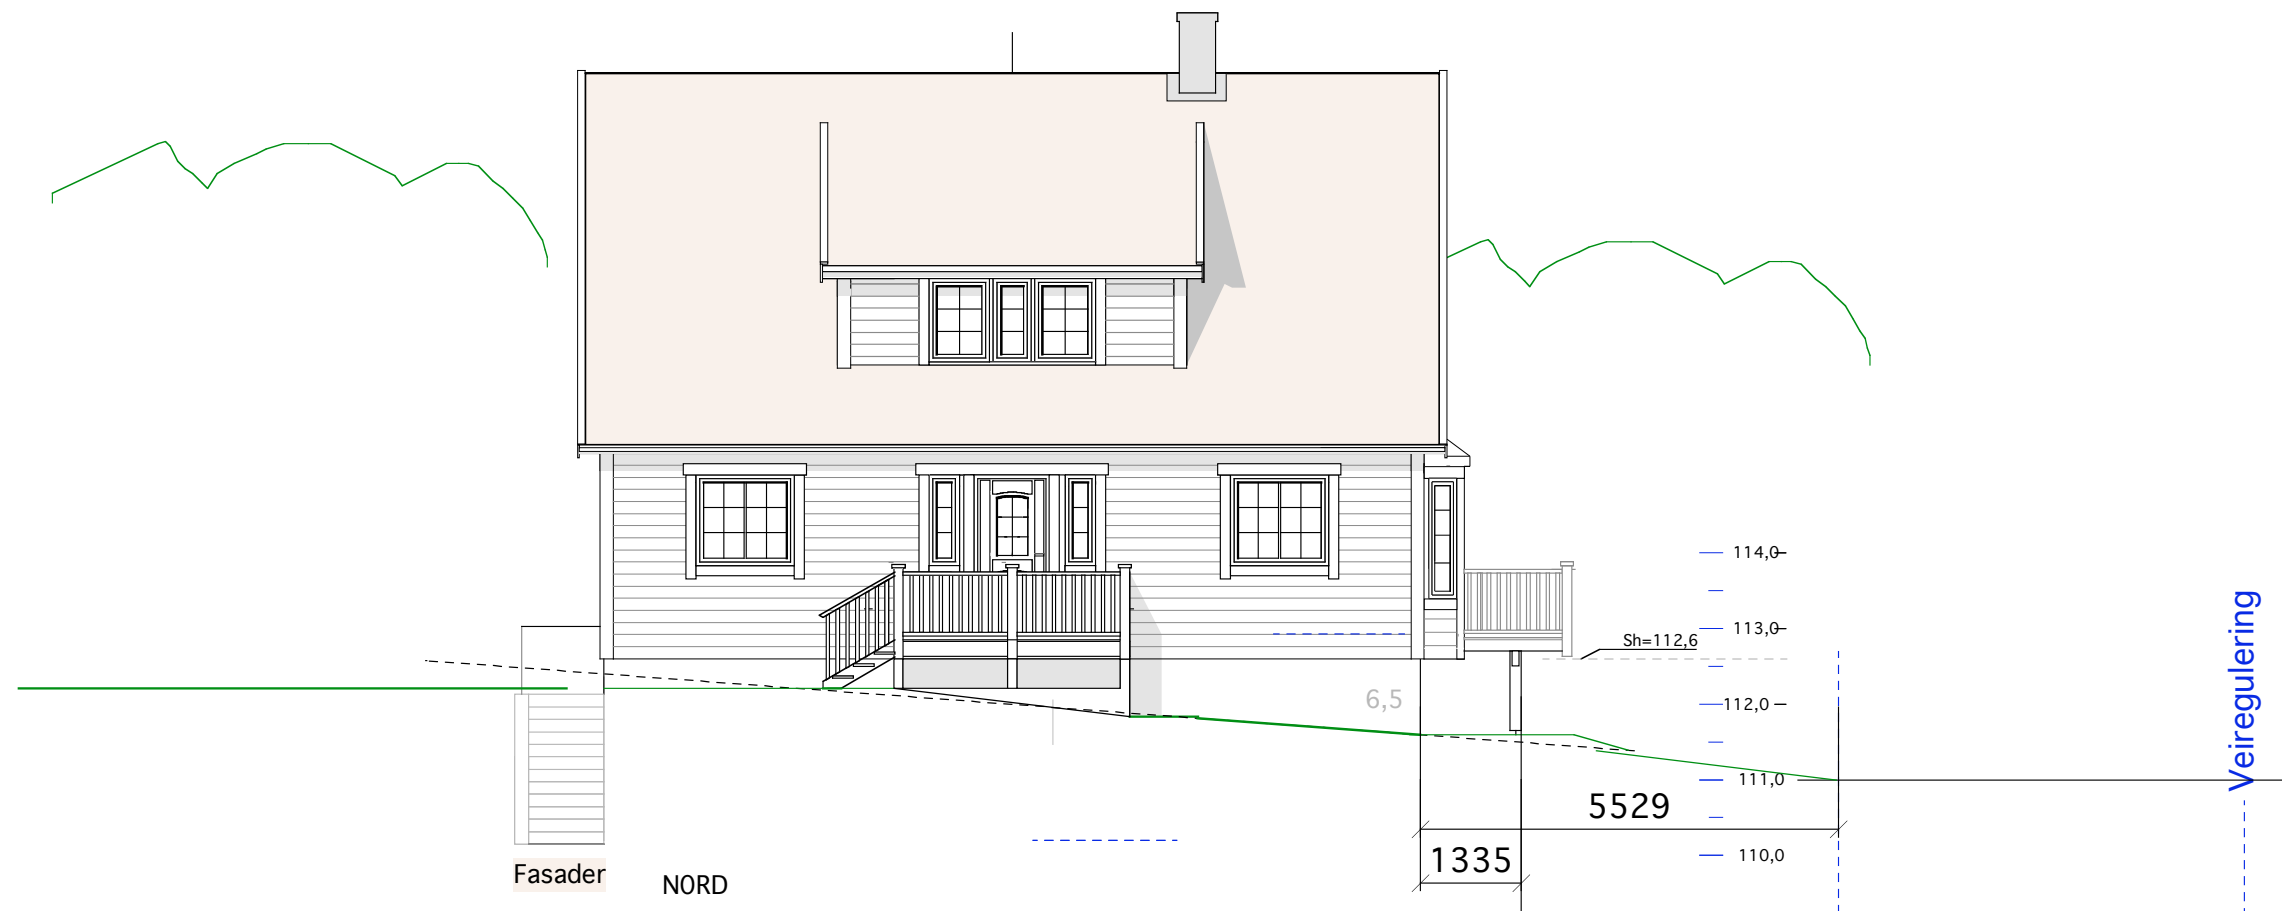 114,0
113,0
Sh=112,6
6,5
112,0
111,0
5529
1335
110,0
Veiregulering
Fasader
NORD